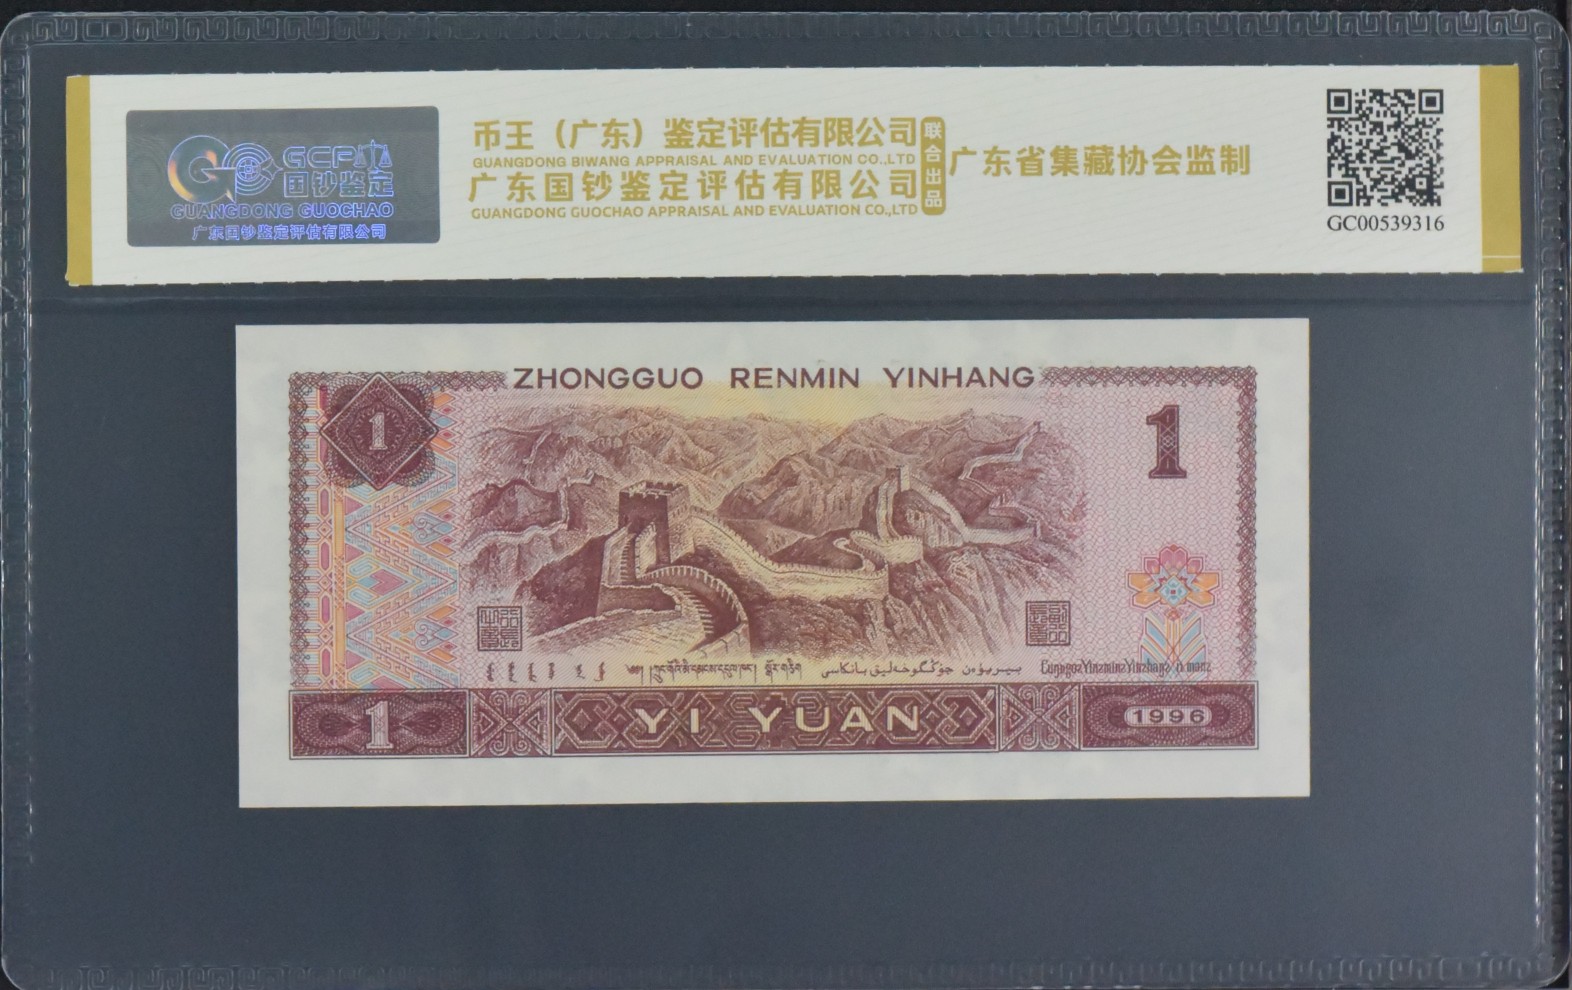 GCF
国钞鉴定
GUANGDONG GUOCHAO
广东国钞鉴定评估有限公司
币王（广东）鉴定评估有限公司
GUANGDONG BIWANG APPRAISAL AND EVALUATION CO.,LTD
广东国钞鉴定评估有限公司
GUANGDONG GUOCHAO APPRAISAL AND EVALUATION CO.,LTD
联合出品
广东省集藏协会监制
GC00539316
ZHONGGUO RENMIN YINHANG
1
1
1
YI YUAN
1996